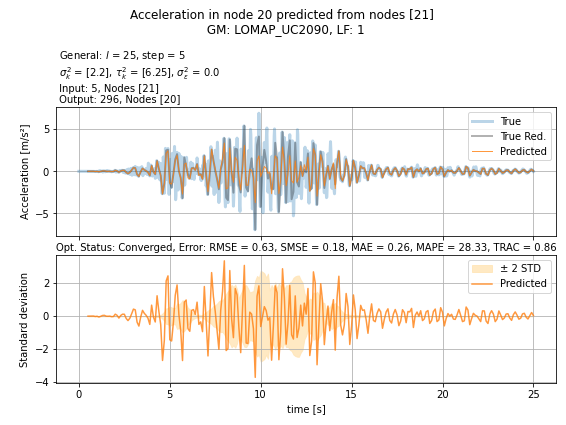 Acceleration in node 20 predicted from nodes [21]
GM: LOMAP_UC2090, LF: 1
General: l = 25, step = 5
σ²ₖ = [2.2], τ²ₖ = [6.25], σ²ε = 0.0
Input: 5, Nodes [21]
Output: 296, Nodes [20]
Acceleration [m/s²]
5
0
−5
True
True Red.
Predicted
Opt. Status: Converged, Error: RMSE = 0.63, SMSE = 0.18, MAE = 0.26, MAPE = 28.33, TRAC = 0.86
Standard deviation
2
0
−2
−4
± 2 STD
Predicted
0 5 10 15 20 25
time [s]